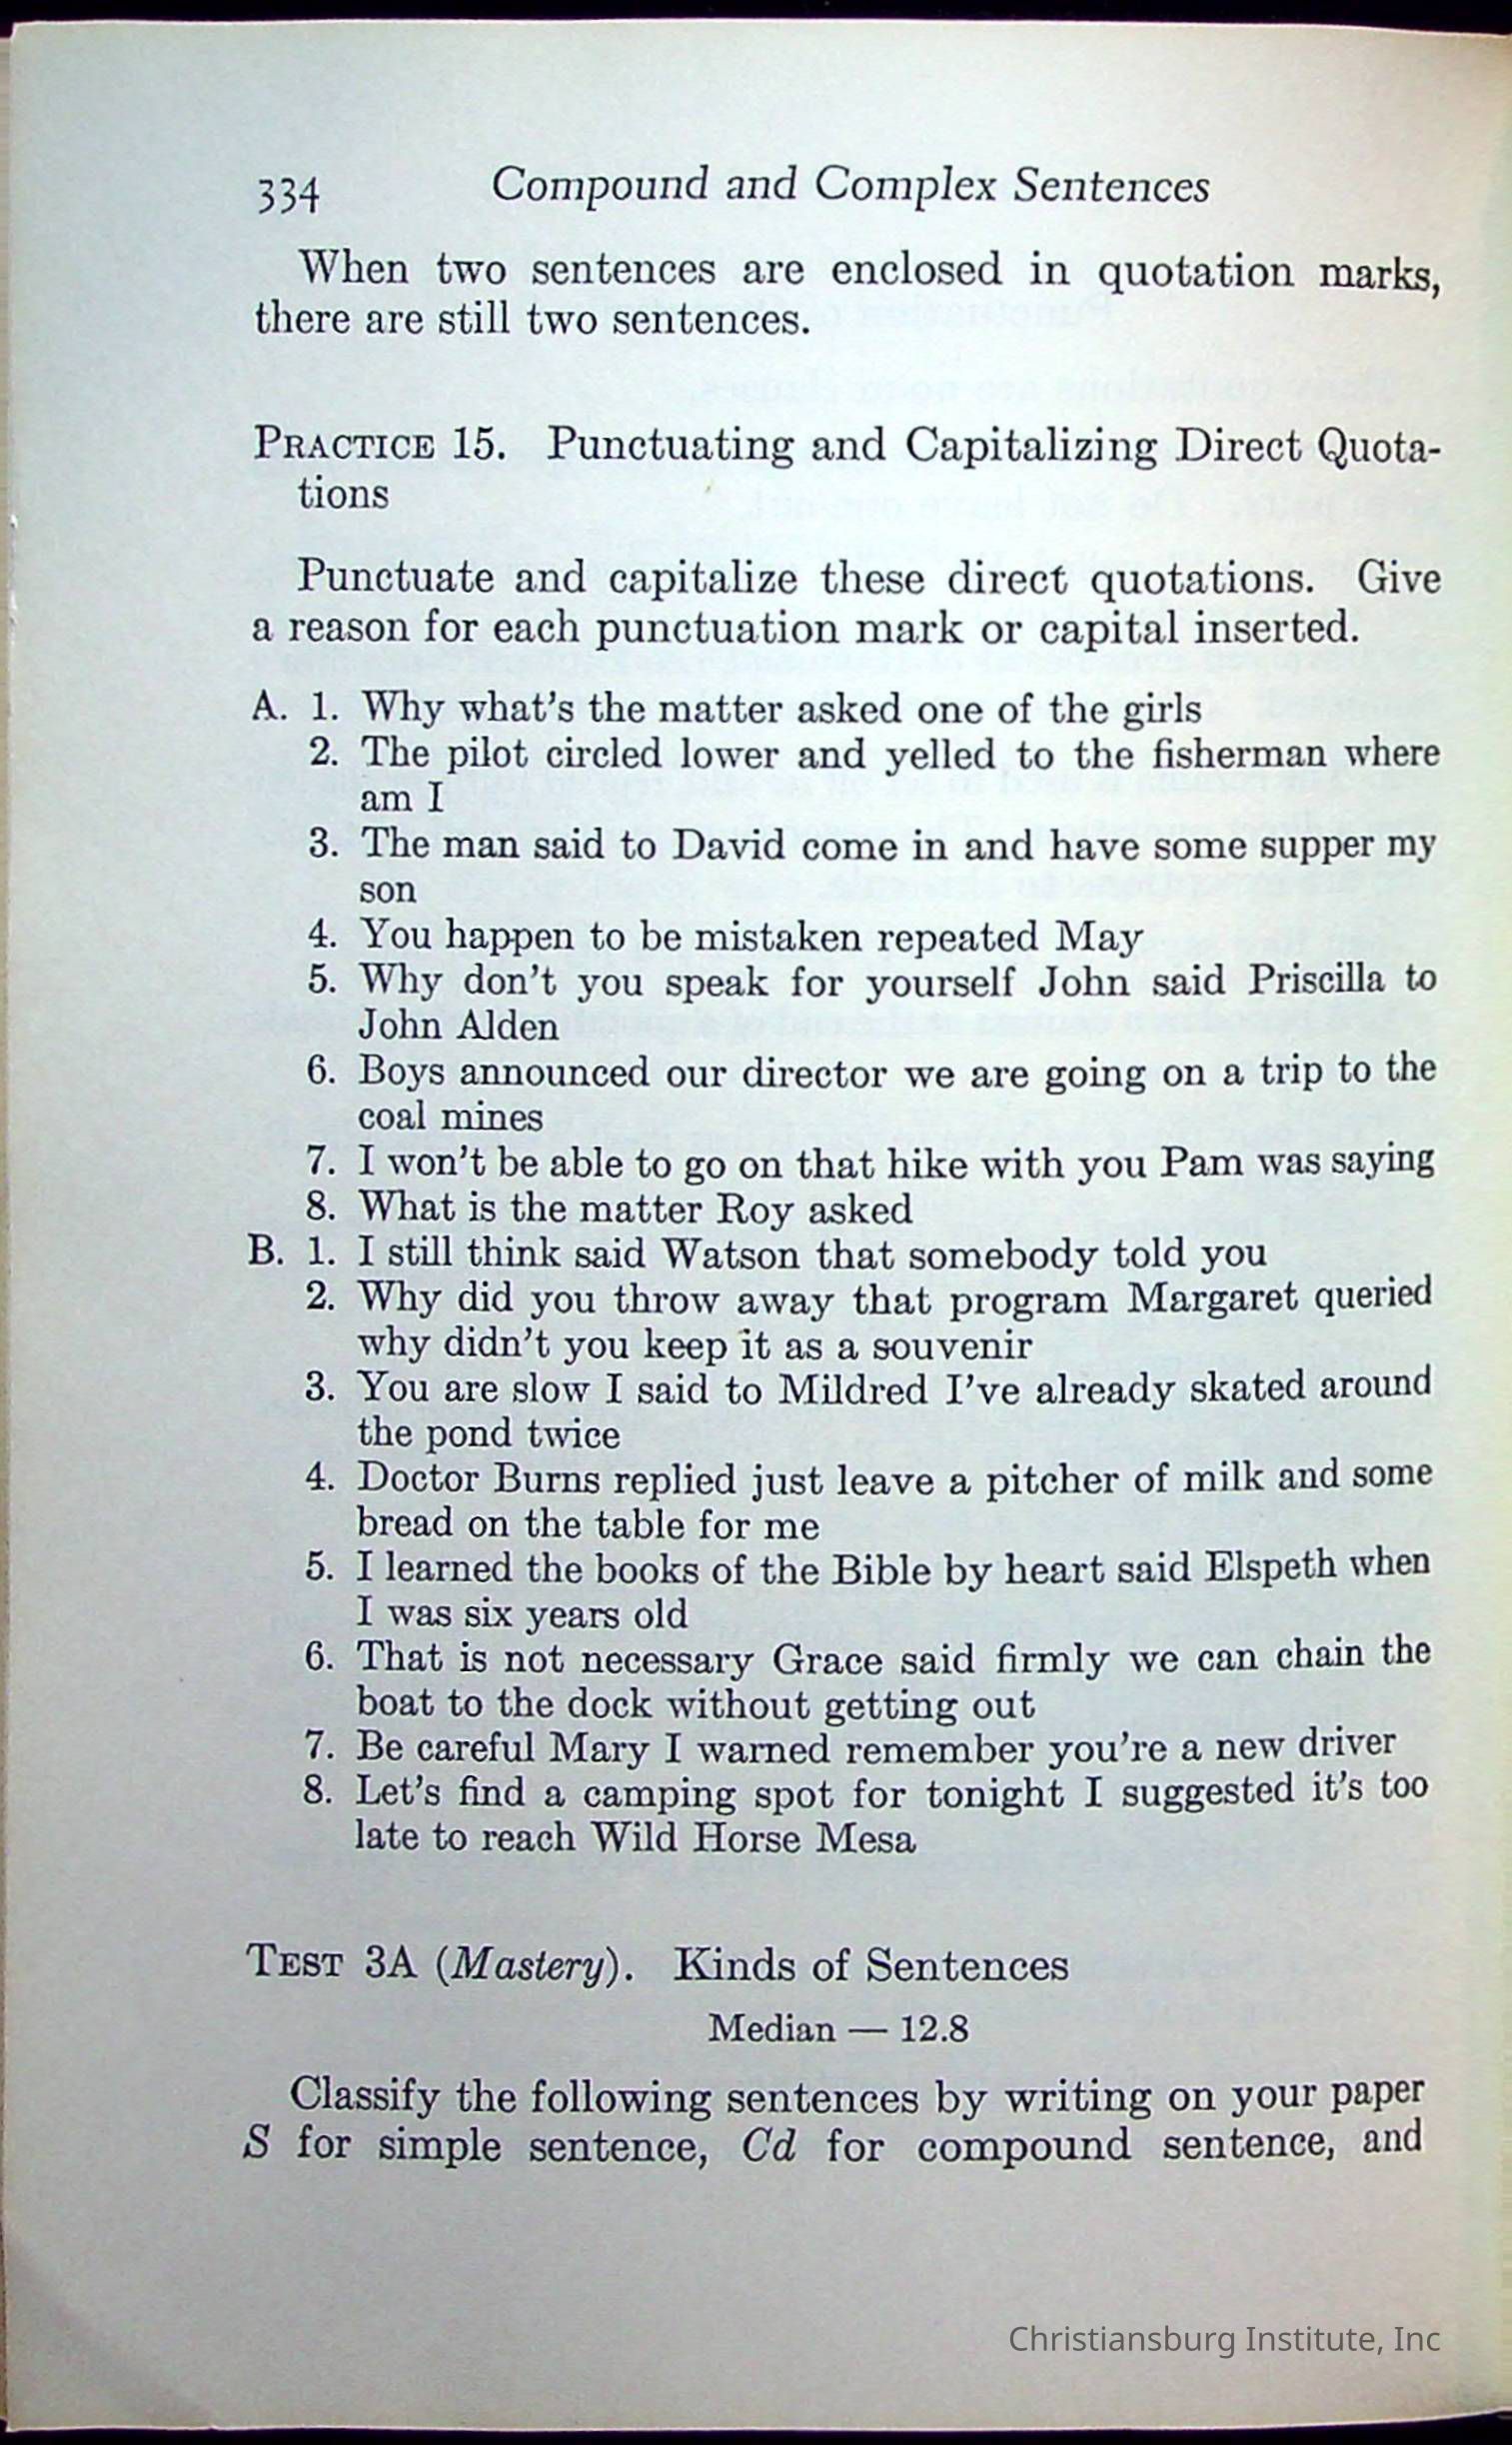 334 Compound and Complex Sentences
When two sentences are enclosed in quotation marks,
there are still two sentences.
PRACTICE 15. Punctuating and Capitalizing Direct Quota-
tions
Punctuate and capitalize these direct quotations. Give
a reason for each punctuation mark or capital inserted.
A. 1. Why what's the matter asked one of the girls
2. The pilot circled lower and yelled to the fisherman where
am I
3. The man said to David come in and have some supper my
son
4. You happen to be mistaken repeated May
5. Why don't you speak for yourself John said Priscilla to
John Alden
6. Boys announced our director we are going on a trip to the
coal mines
7. I won't be able to go on that hike with you Pam was saying
8. What is the matter Roy asked
B. 1. I still think said Watson that somebody told you
2. Why did you throw away that program Margaret queried
why didn't you keep it as a souvenir
3. You are slow I said to Mildred I've already skated around
the pond twice
4. Doctor Burns replied just leave a pitcher of milk and some
bread on the table for me
5. I learned the books of the Bible by heart said Elspeth when
I was six years old
6. That is not necessary Grace said firmly we can chain the
boat to the dock without getting out
7. Be careful Mary I warned remember you're a new driver
8. Let's find a camping spot for tonight I suggested it's too
late to reach Wild Horse Mesa
TEST 3A (Mastery). Kinds of Sentences
Median — 12.8
Classify the following sentences by writing on your paper
S for simple sentence, Cd for compound sentence, and
Christiansburg Institute, Inc